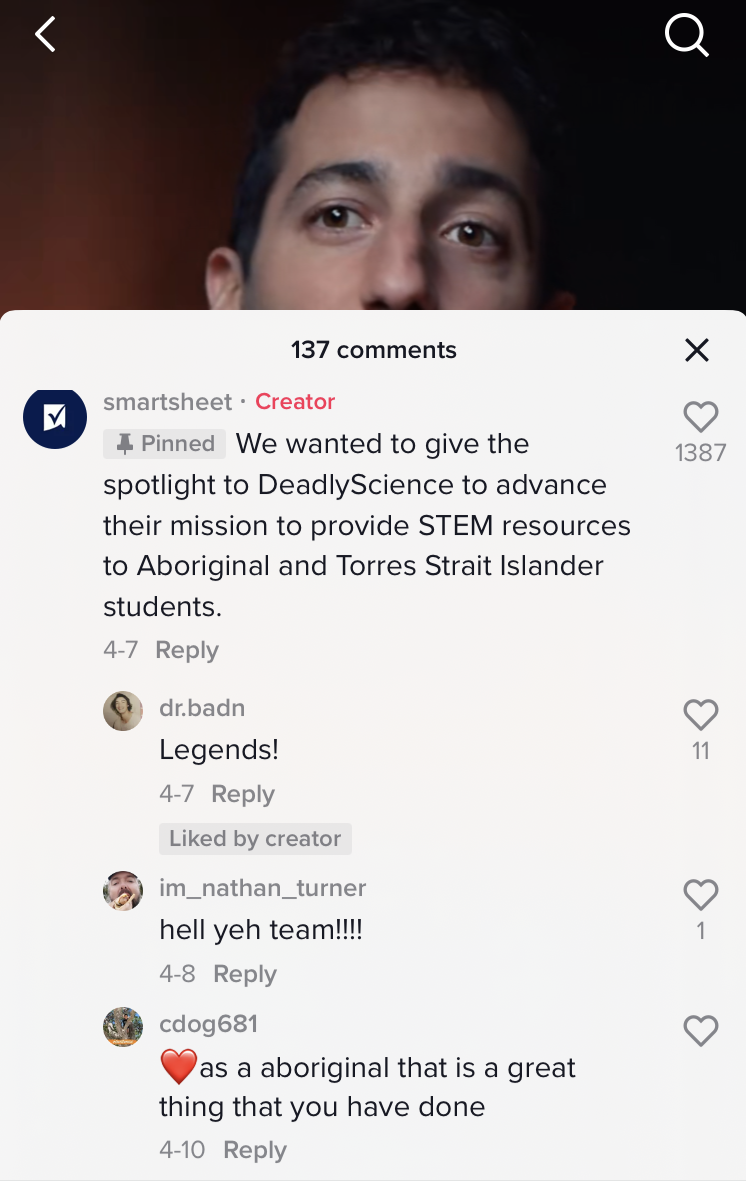 137 comments
smartsheet · Creator
Pinned We wanted to give the
spotlight to DeadlyScience to advance
their mission to provide STEM resources
to Aboriginal and Torres Strait Islander
students.
1387
4-7 Reply
dr.badn
Legends!
11
4-7 Reply
Liked by creator
im_nathan_turner
hell yeh team!!!!
1
4-8 Reply
cdog681
❤️as a aboriginal that is a great
thing that you have done
4-10 Reply